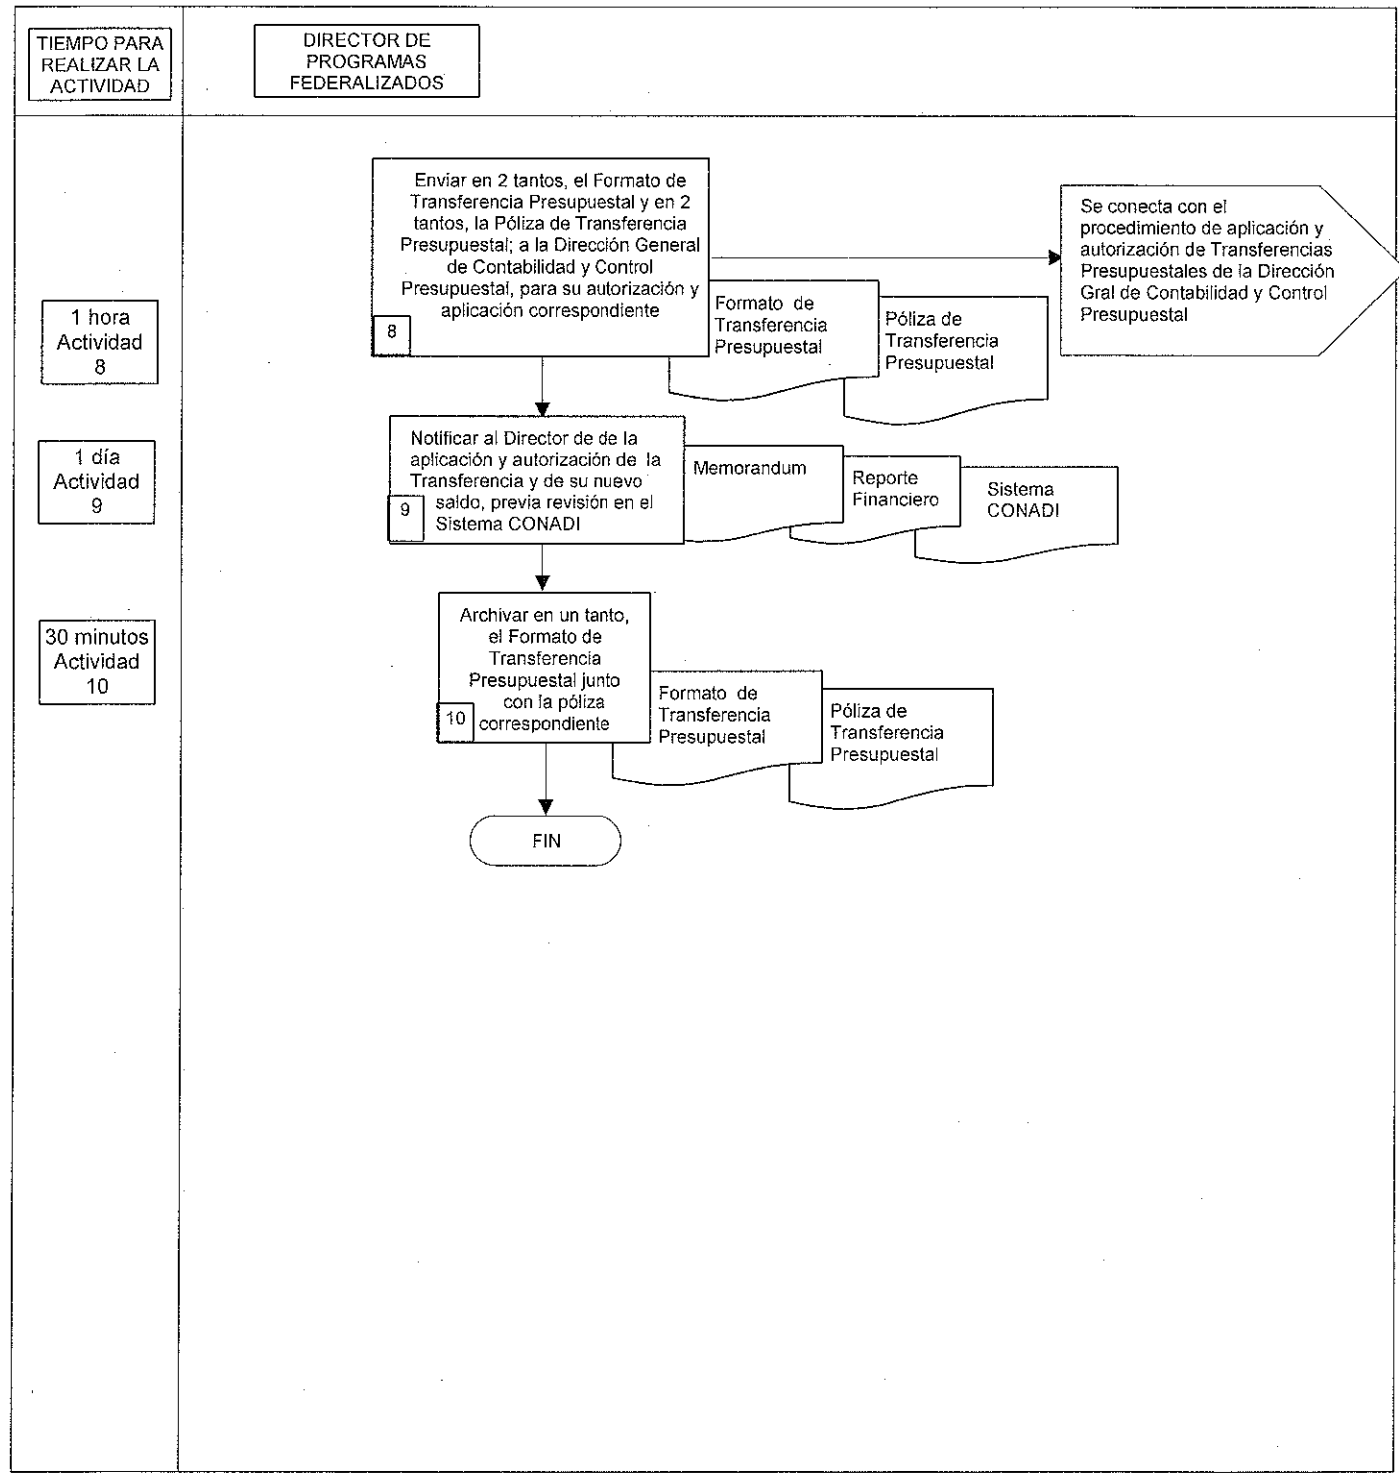 TIEMPO PARA
REALIZAR LA
ACTIVIDAD
DIRECTOR DE
PROGRAMAS
FEDERALIZADOS
1 hora
Actividad
8
Enviar en 2 tantos, el Formato de
Transferencia Presupuestal y en 2
tantos, la Póliza de Transferencia
Presupuestal; a la Dirección General
de Contabilidad y Control
Presupuestal, para su autorización y
aplicación correspondiente
8
Formato de
Transferencia
Presupuestal
Póliza de
Transferencia
Presupuestal
Se conecta con el
procedimiento de aplicación y
autorización de Transferencias
Presupuestales de la Dirección
Gral de Contabilidad y Control
Presupuestal
1 día
Actividad
9
Notificar al Director de de la
aplicación y autorización de la
Transferencia y de su nuevo
saldo, previa revisión en el
Sistema CONADI
9
Memorandum
Reporte
Financiero
Sistema
CONADI
30 minutos
Actividad
10
Archivar en un tanto,
el Formato de
Transferencia
Presupuestal junto
con la póliza
correspondiente
10
Formato de
Transferencia
Presupuestal
Póliza de
Transferencia
Presupuestal
FIN